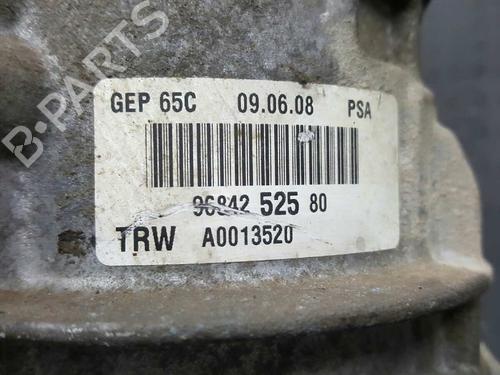 B-PARTS
GEP 65C 09.06.08 PSA
96842 525 80
TRW A0013520